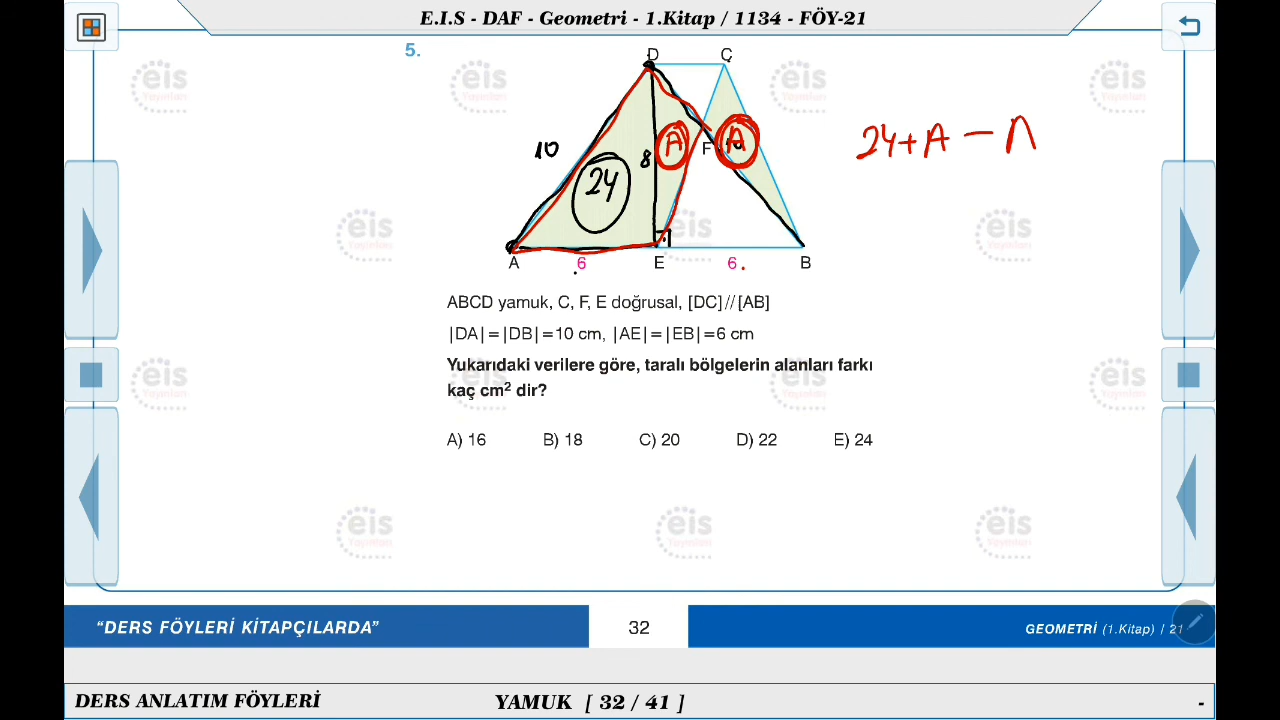 E.I.S - DAF - Geometri - 1.Kitap / 1134 - FÖY-21
5.
D C
10 8 A F A
24
24+A - A
A 6 E 6 B
ABCD yamuk, C, F, E doğrusal, [DC]//[AB]
|DA|=|DB|=10 cm, |AE|=|EB|=6 cm
Yukarıdaki verilere göre, taralı bölgelerin alanları farkı
kaç cm² dir?
A) 16 B) 18 C) 20 D) 22 E) 24
eis Yayınları
"DERS FÖYLERİ KİTAPÇILARDA"
32
GEOMETRİ (1.Kitap) / 21
DERS ANLATIM FÖYLERİ
YAMUK [ 32 / 41 ]
-